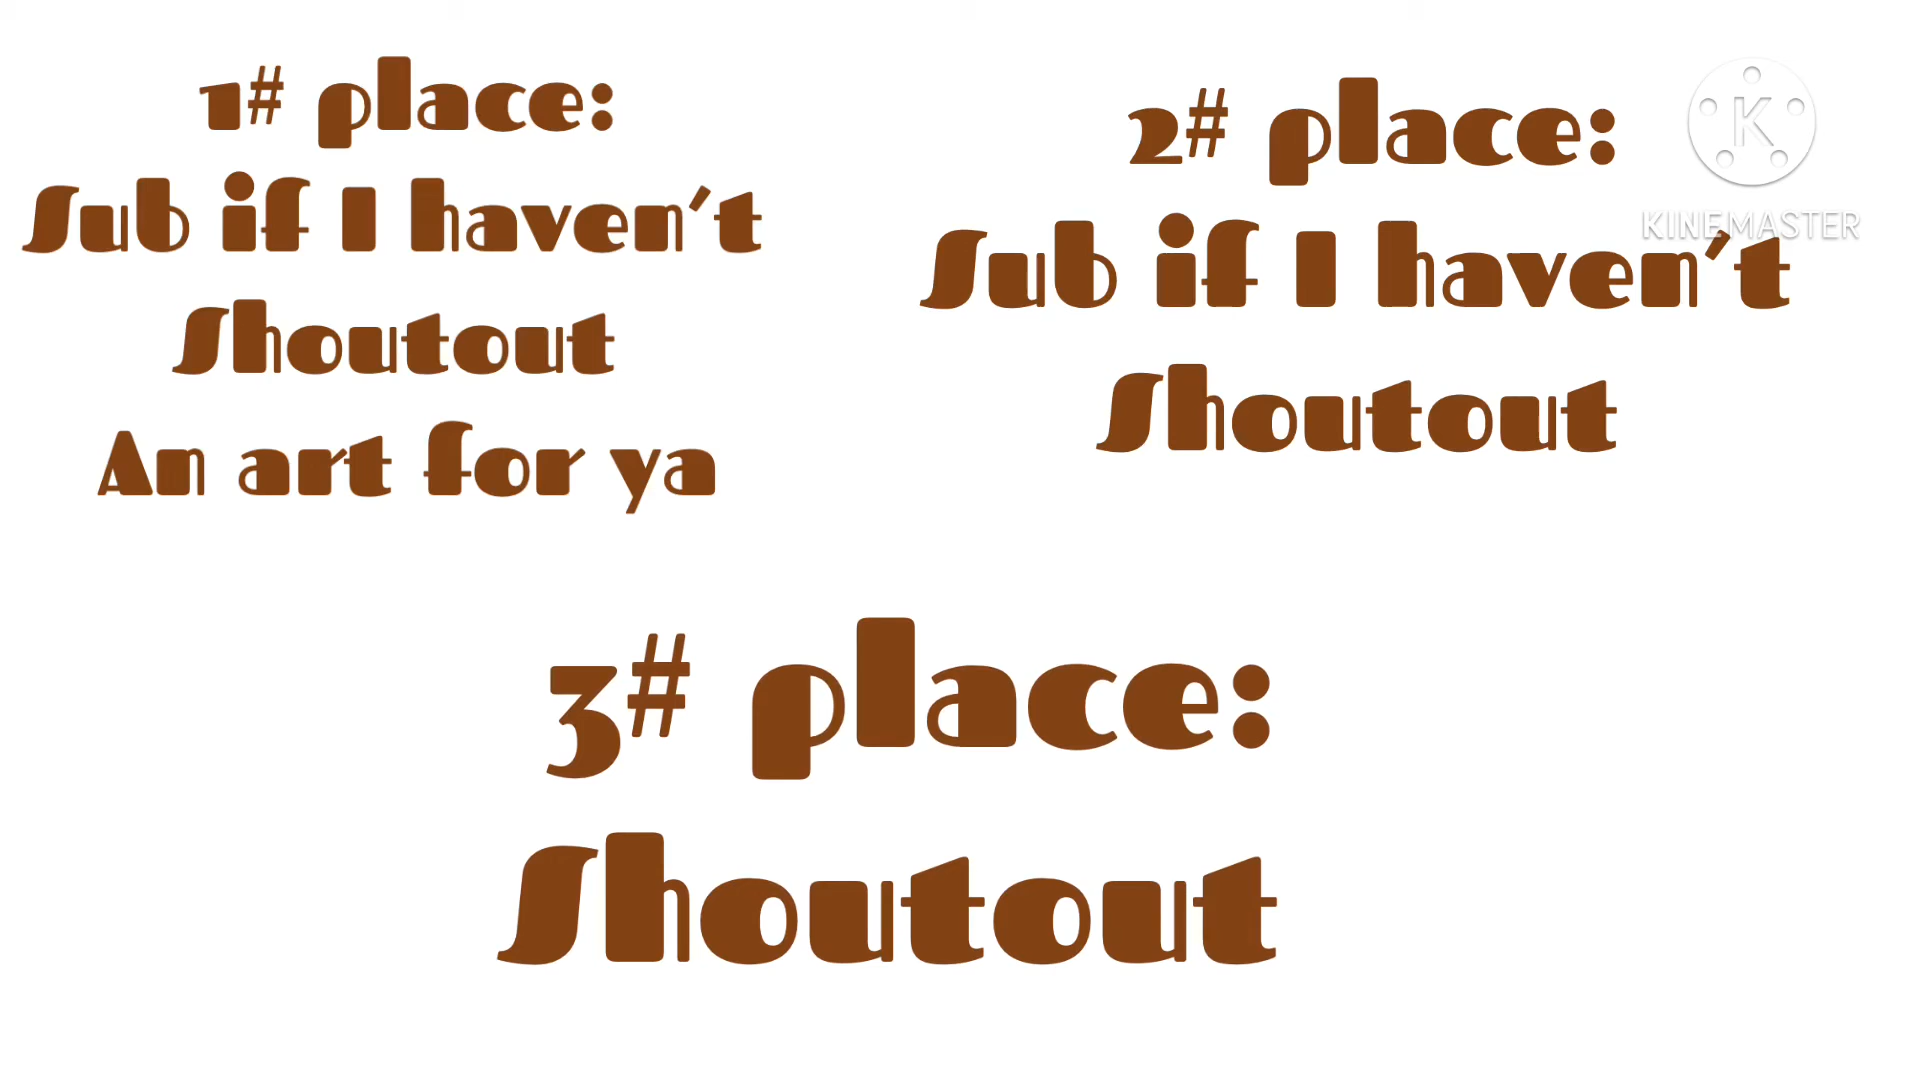 1# place:
Sub if I haven't
Shoutout
An art for ya
2# place:
Sub if I haven't
Shoutout
K
KINEMASTER
3# place:
Shoutout